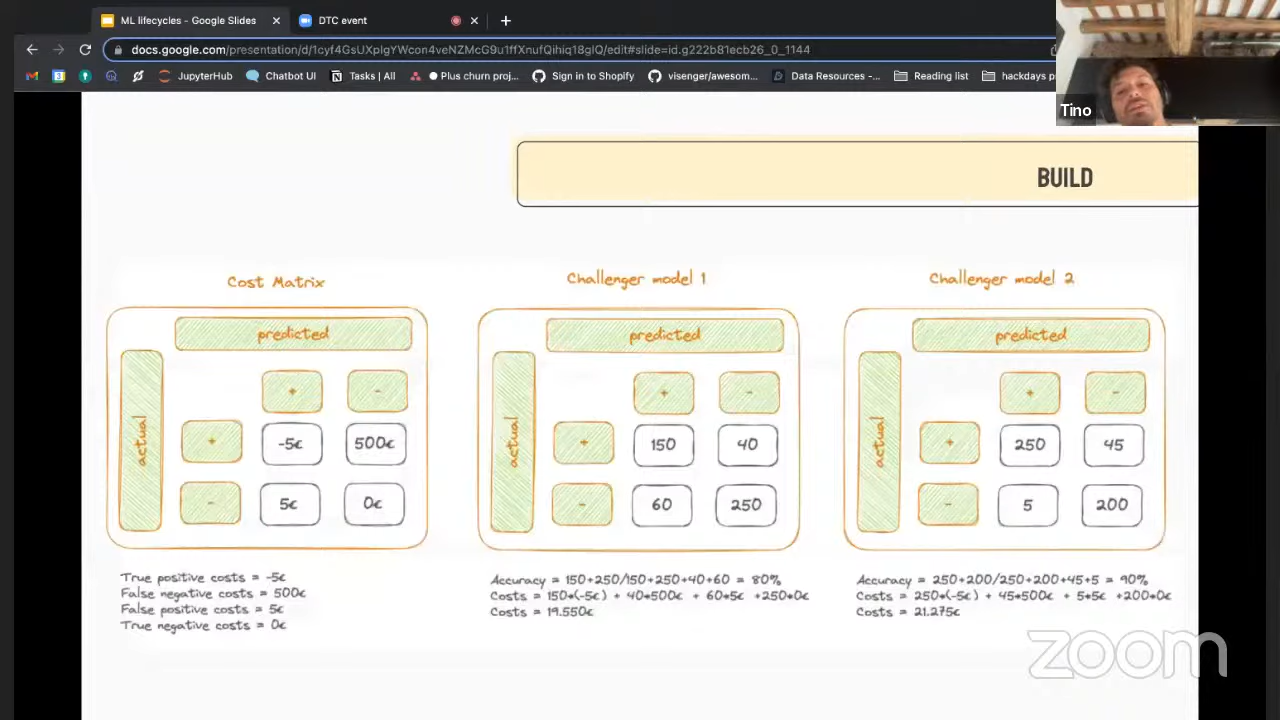 ML lifecycles - Google Slides
DTC event
docs.google.com/presentation/d/1cyf4GsUXplgYWcon4veNZMcG9u1ffXnufQihiq18glQ/edit#slide=id.g222b81ecb26_0_1144
JupyterHub
Chatbot UI
Tasks | All
Plus churn proj...
Sign in to Shopify
visenger/awesom...
Data Resources -...
Reading list
hackdays
Tino
BUILD
Cost Matrix
Challenger model 1
Challenger model 2
predicted
predicted
predicted
+ -
+ -
+ -
actual
actual
actual
+ -5€ 500€
+ 150 40
+ 250 45
- 5€ 0€
- 60 250
- 5 200
True positive costs = -5€
False negative costs = 500€
False positive costs = 5€
True negative costs = 0€
Accuracy = 150+250/150+250+40+60 = 80%
Costs = 150*(-5€) + 40*500€ + 60*5€ +250*0€
Costs = 19.550€
Accuracy = 250+200/250+200+45+5 = 90%
Costs = 250*(-5€) + 45*500€ + 5*5€ +200*0€
Costs = 21.275€
zoom